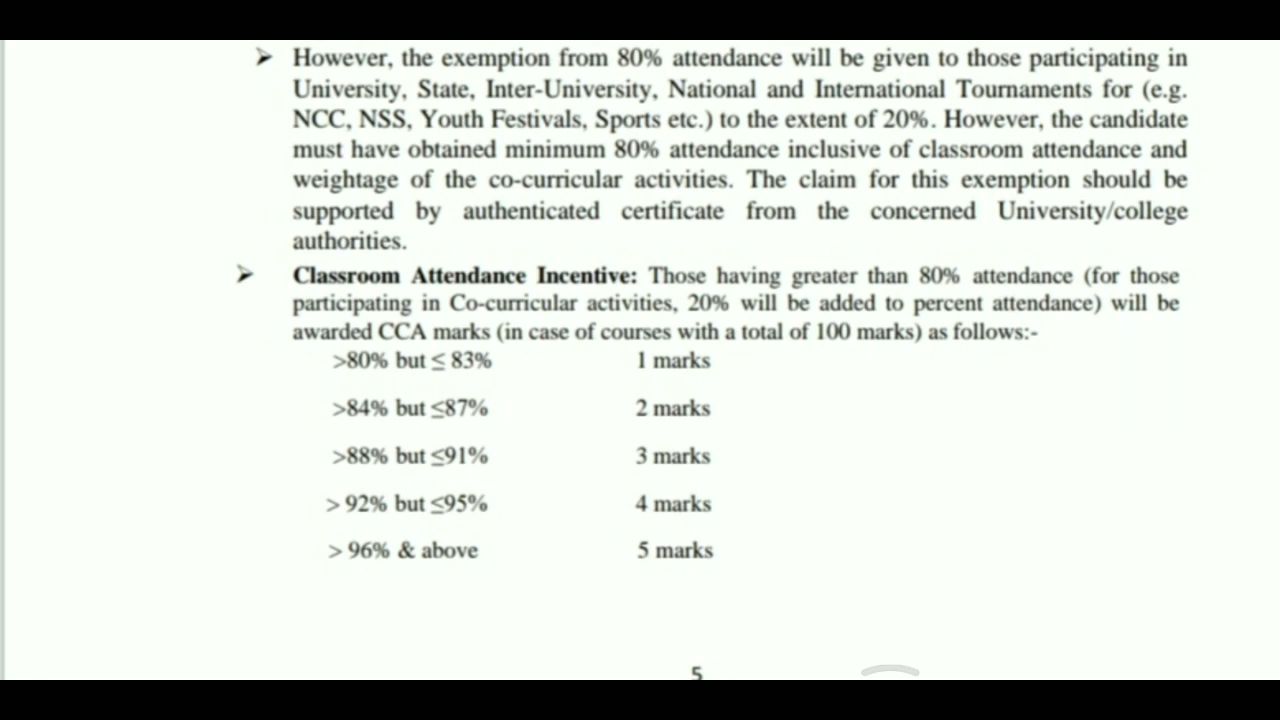 ➢ However, the exemption from 80% attendance will be given to those participating in
University, State, Inter-University, National and International Tournaments for (e.g.
NCC, NSS, Youth Festivals, Sports etc.) to the extent of 20%. However, the candidate
must have obtained minimum 80% attendance inclusive of classroom attendance and
weightage of the co-curricular activities. The claim for this exemption should be
supported by authenticated certificate from the concerned University/college
authorities.
➢ Classroom Attendance Incentive: Those having greater than 80% attendance (for those
participating in Co-curricular activities, 20% will be added to percent attendance) will be
awarded CCA marks (in case of courses with a total of 100 marks) as follows:-
>80% but ≤ 83% 1 marks
>84% but ≤87% 2 marks
>88% but ≤91% 3 marks
> 92% but ≤95% 4 marks
> 96% & above 5 marks
5